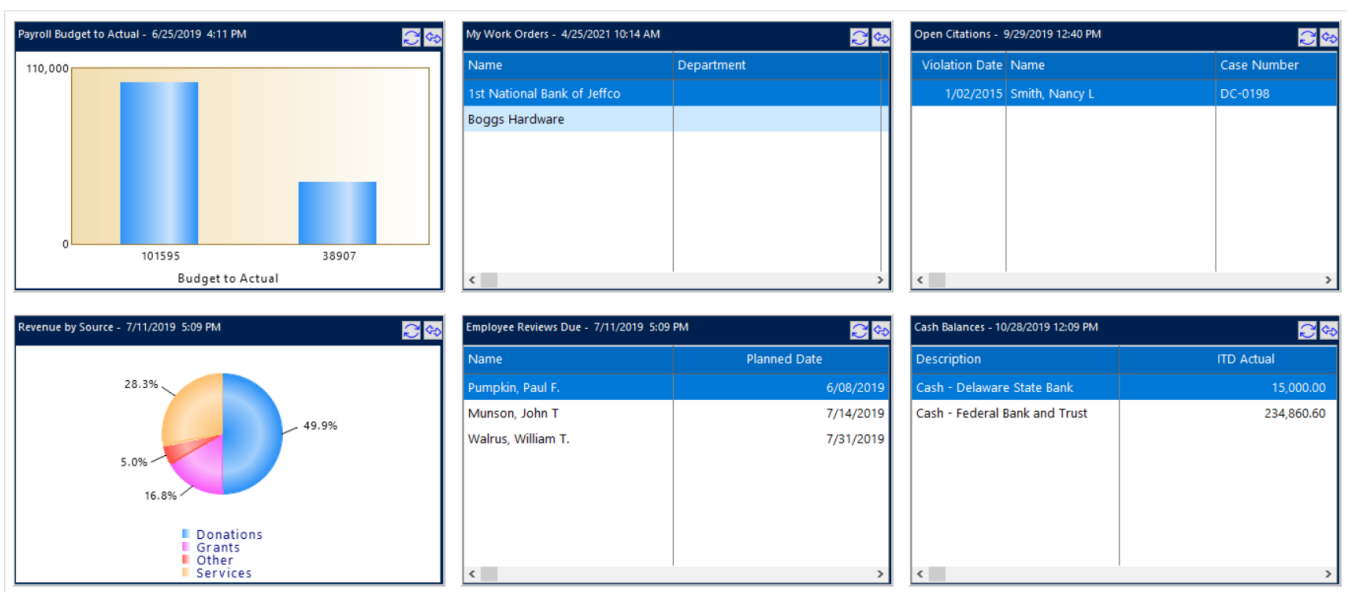 Payroll Budget to Actual - 6/25/2019 4:11 PM
110,000
0
101595 38907
Budget to Actual
My Work Orders - 4/25/2021 10:14 AM
Name Department
1st National Bank of Jeffco
Boggs Hardware
Open Citations - 9/29/2019 12:40 PM
Violation Date Name Case Number
1/02/2015 Smith, Nancy L DC-0198
Revenue by Source - 7/11/2019 5:09 PM
28.3%
49.9%
5.0%
16.8%
Donations
Grants
Other
Services
Employee Reviews Due - 7/11/2019 5:09 PM
Name Planned Date
Pumpkin, Paul F. 6/08/2019
Munson, John T 7/14/2019
Walrus, William T. 7/31/2019
Cash Balances - 10/28/2019 12:09 PM
Description ITD Actual
Cash - Delaware State Bank 15,000.00
Cash - Federal Bank and Trust 234,860.60